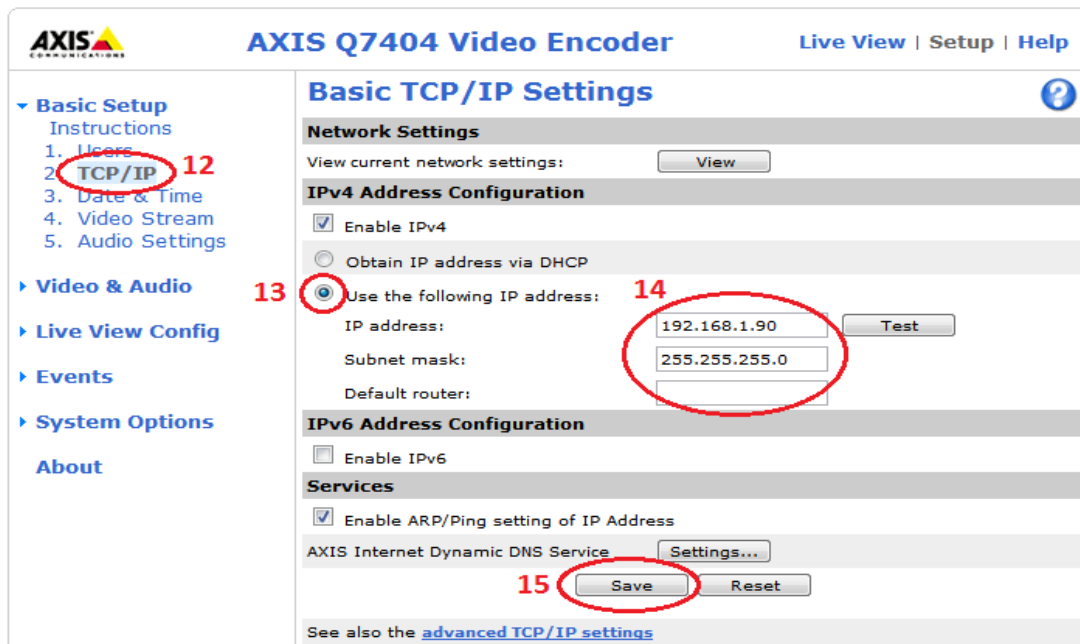 AXIS
COMMUNICATIONS
AXIS Q7404 Video Encoder
Live View | Setup | Help
Basic Setup
Instructions
1. Users
2. TCP/IP
12
3. Date & Time
4. Video Stream
5. Audio Settings
Video & Audio
Live View Config
Events
System Options
About
Basic TCP/IP Settings
?
Network Settings
View current network settings: View
IPv4 Address Configuration
Enable IPv4
Obtain IP address via DHCP
13 Use the following IP address: 14
IP address: 192.168.1.90 Test
Subnet mask: 255.255.255.0
Default router:
IPv6 Address Configuration
Enable IPv6
Services
Enable ARP/Ping setting of IP Address
AXIS Internet Dynamic DNS Service Settings...
15 Save Reset
See also the advanced TCP/IP settings